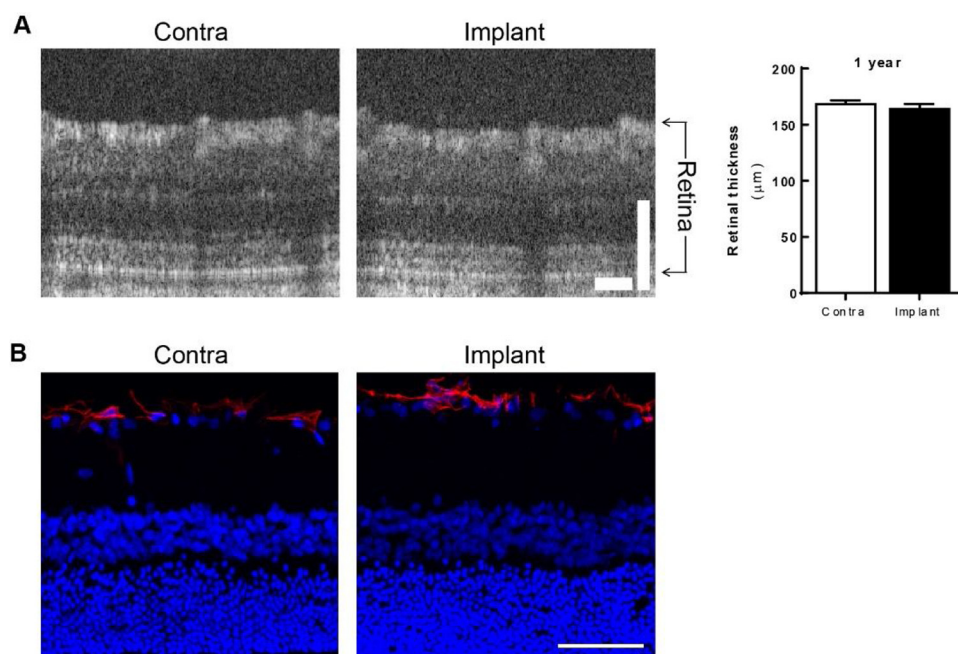 A
Contra
Implant
Retina
1 year
200
150
100
50
0
Retinal thickness
(μm)
Contra
Implant
B
Contra
Implant